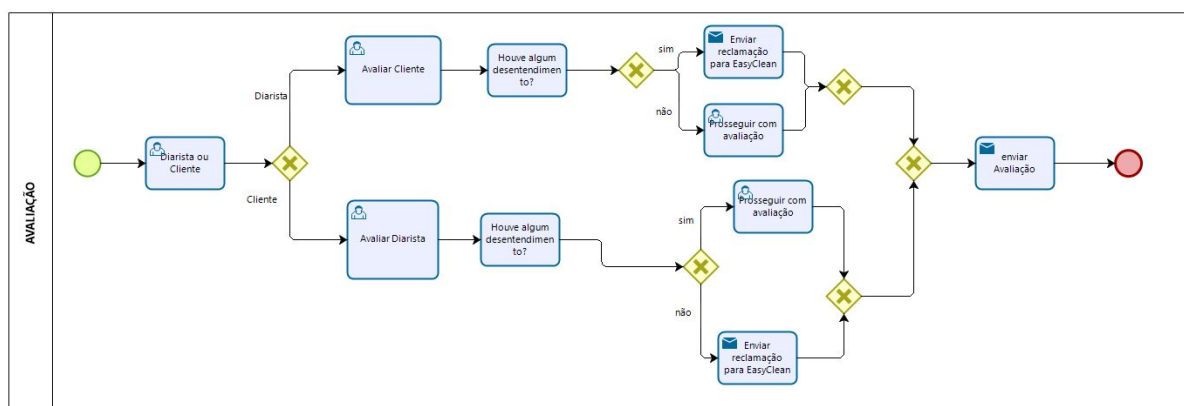 AVALIAÇÃO
Diarista ou
Cliente
Diarista
Cliente
Avaliar Cliente
Houve algum
desentendimen
to?
sim
não
Enviar
reclamação
para EasyClean
Prosseguir com
avaliação
Avaliar Diarista
Houve algum
desentendimen
to?
sim
não
Prosseguir com
avaliação
Enviar
reclamação
para EasyClean
enviar
Avaliação